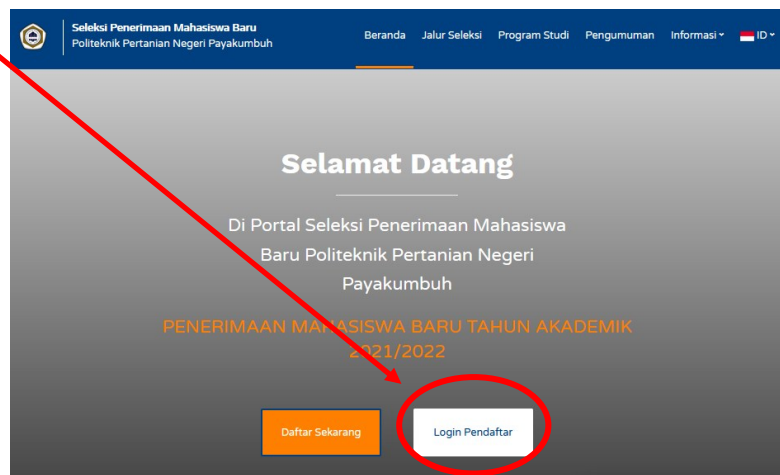 Seleksi Penerimaan Mahasiswa Baru
Politeknik Pertanian Negeri Payakumbuh
Beranda Jalur Seleksi Program Studi Pengumuman Informasi ID
Selamat Datang
Di Portal Seleksi Penerimaan Mahasiswa
Baru Politeknik Pertanian Negeri
Payakumbuh
PENERIMAAN MAHASISWA BARU TAHUN AKADEMIK
2021/2022
Daftar Sekarang Login Pendaftar